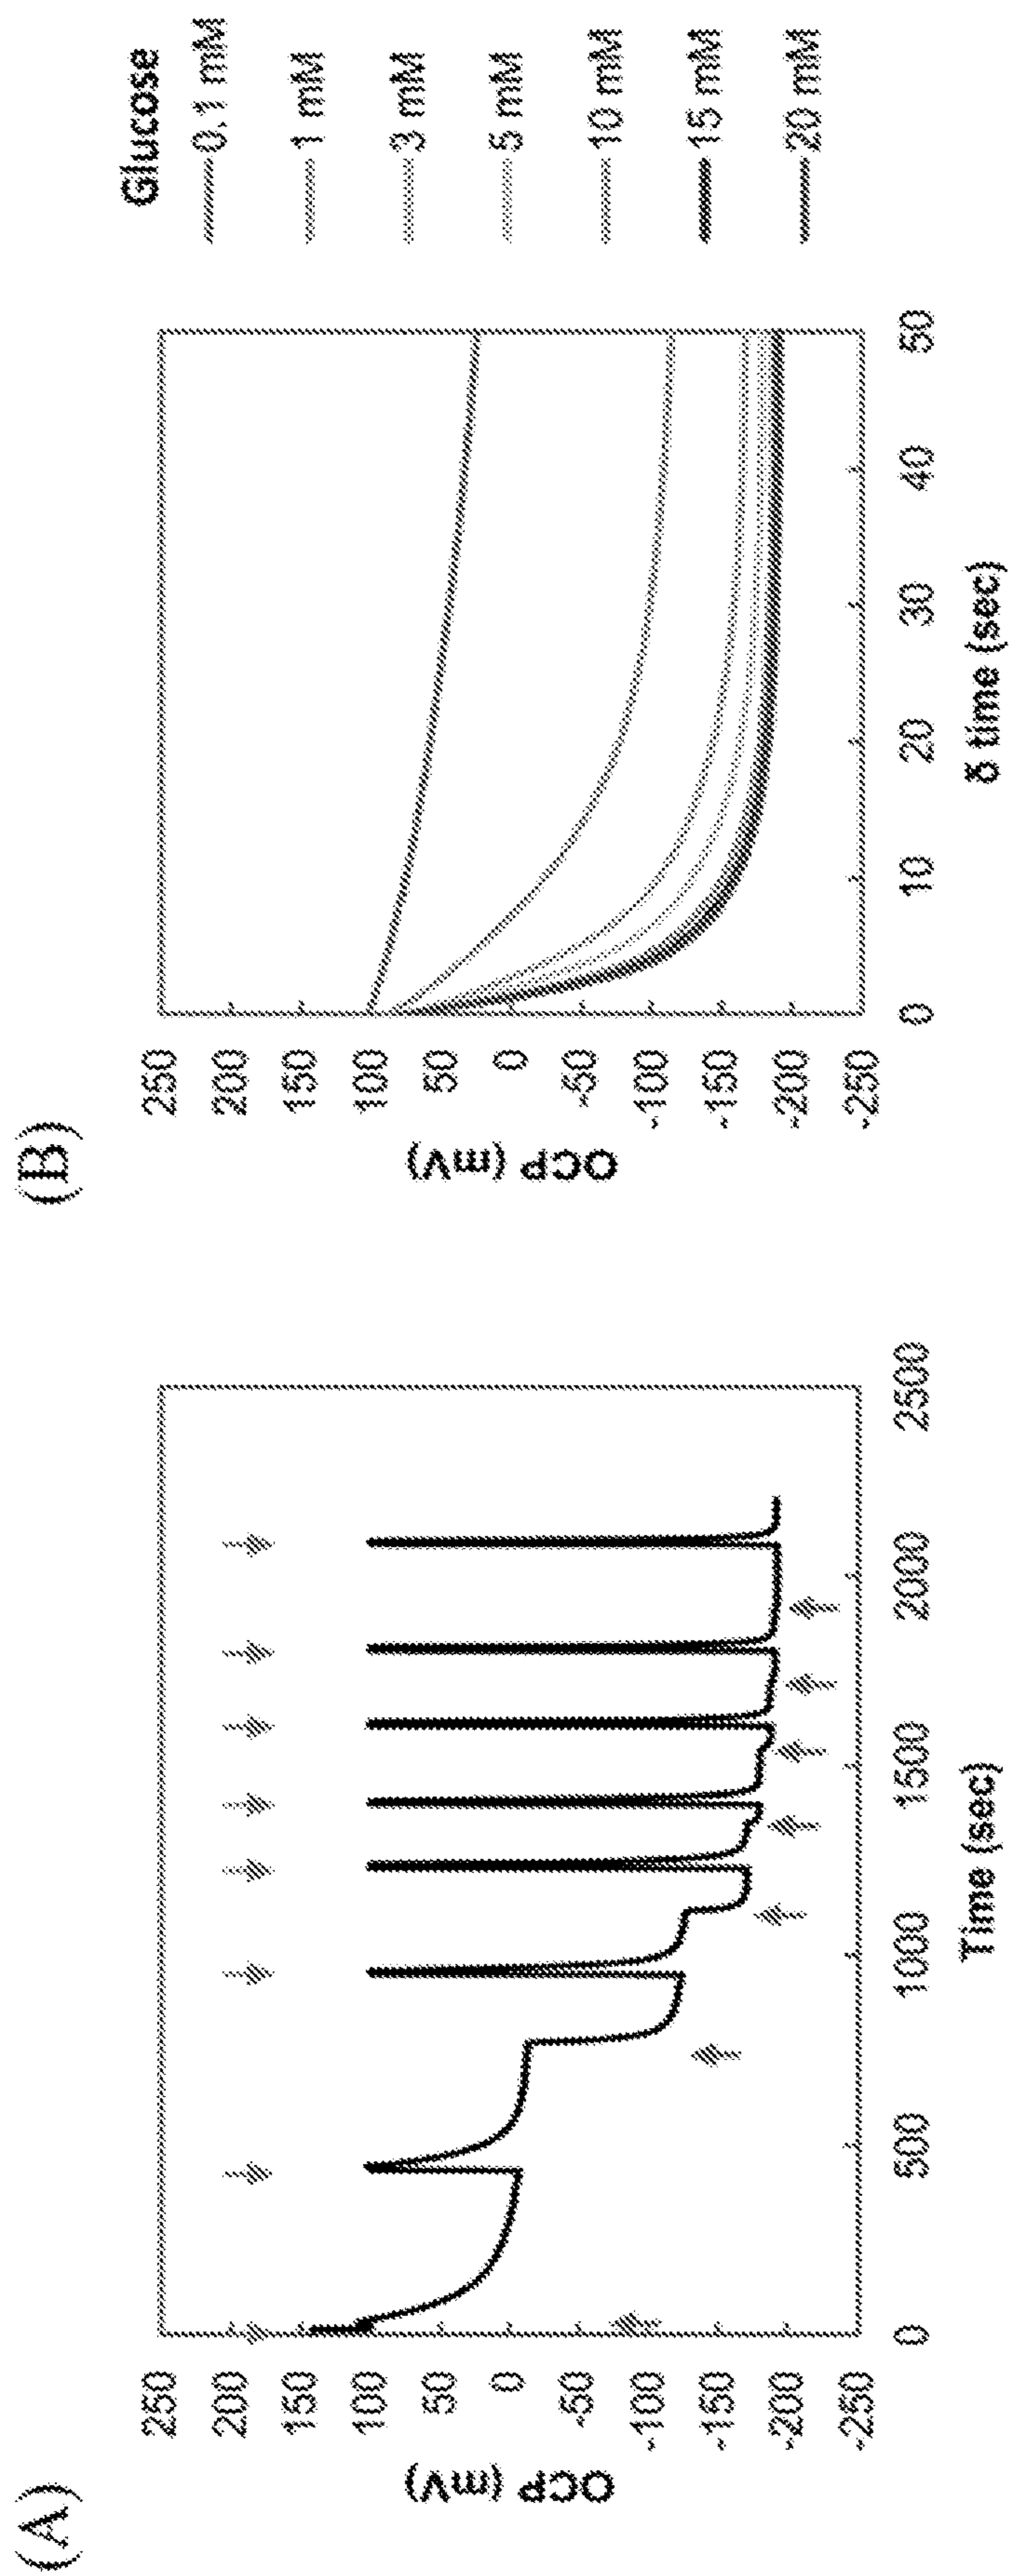 (A)
OCP (mV)
250
200
150
100
50
0
-50
-100
-150
-200
-250
0
500
1000
1500
2000
2500
Time (sec)
(B)
OCP (mV)
250
200
150
100
50
0
-50
-100
-150
-200
-250
0
10
20
30
40
50
δ time (sec)
Glucose
0.1 mM
1 mM
3 mM
5 mM
10 mM
15 mM
20 mM